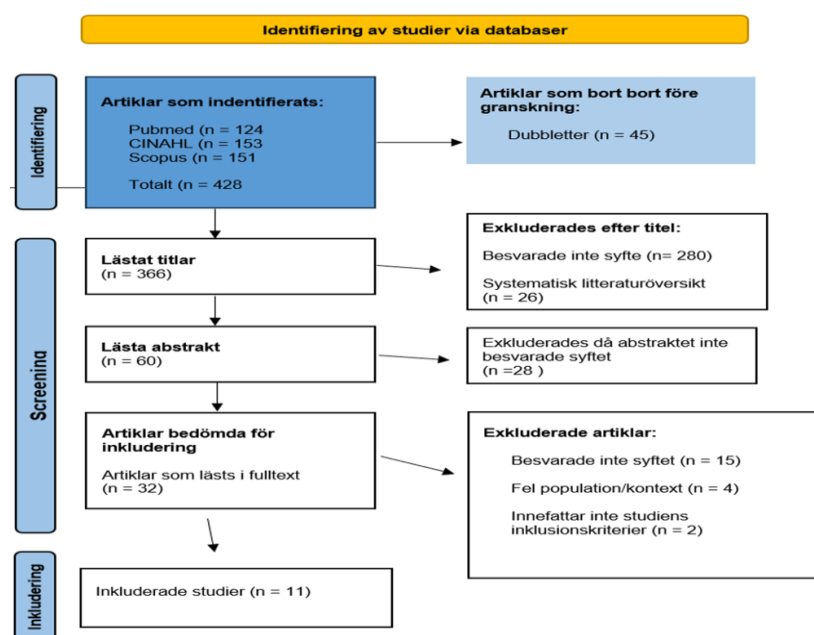 Identifiering av studier via databaser
Identifiering
Artiklar som indentifierats:
Pubmed (n = 124
CINAHL (n = 153
Scopus (n = 151
Totalt (n = 428
Artiklar som bort bort före
granskning:
Dubbletter (n = 45)
Screening
Lästat titlar
(n = 366)
Exkluderades efter titel:
Besvarade inte syfte (n= 280)
Systematisk litteraturöversikt
(n = 26)
Lästa abstrakt
(n = 60)
Exkluderades då abstraktet inte
besvarade syftet
(n =28 )
Artiklar bedömda för
inkludering
Artiklar som lästs i fulltext
(n = 32)
Exkluderade artiklar:
Besvarade inte syftet (n = 15)
Fel population/kontext (n = 4)
Innefattar inte studiens
inklusionskriterier (n = 2)
Inkludering
Inkluderade studier (n = 11)